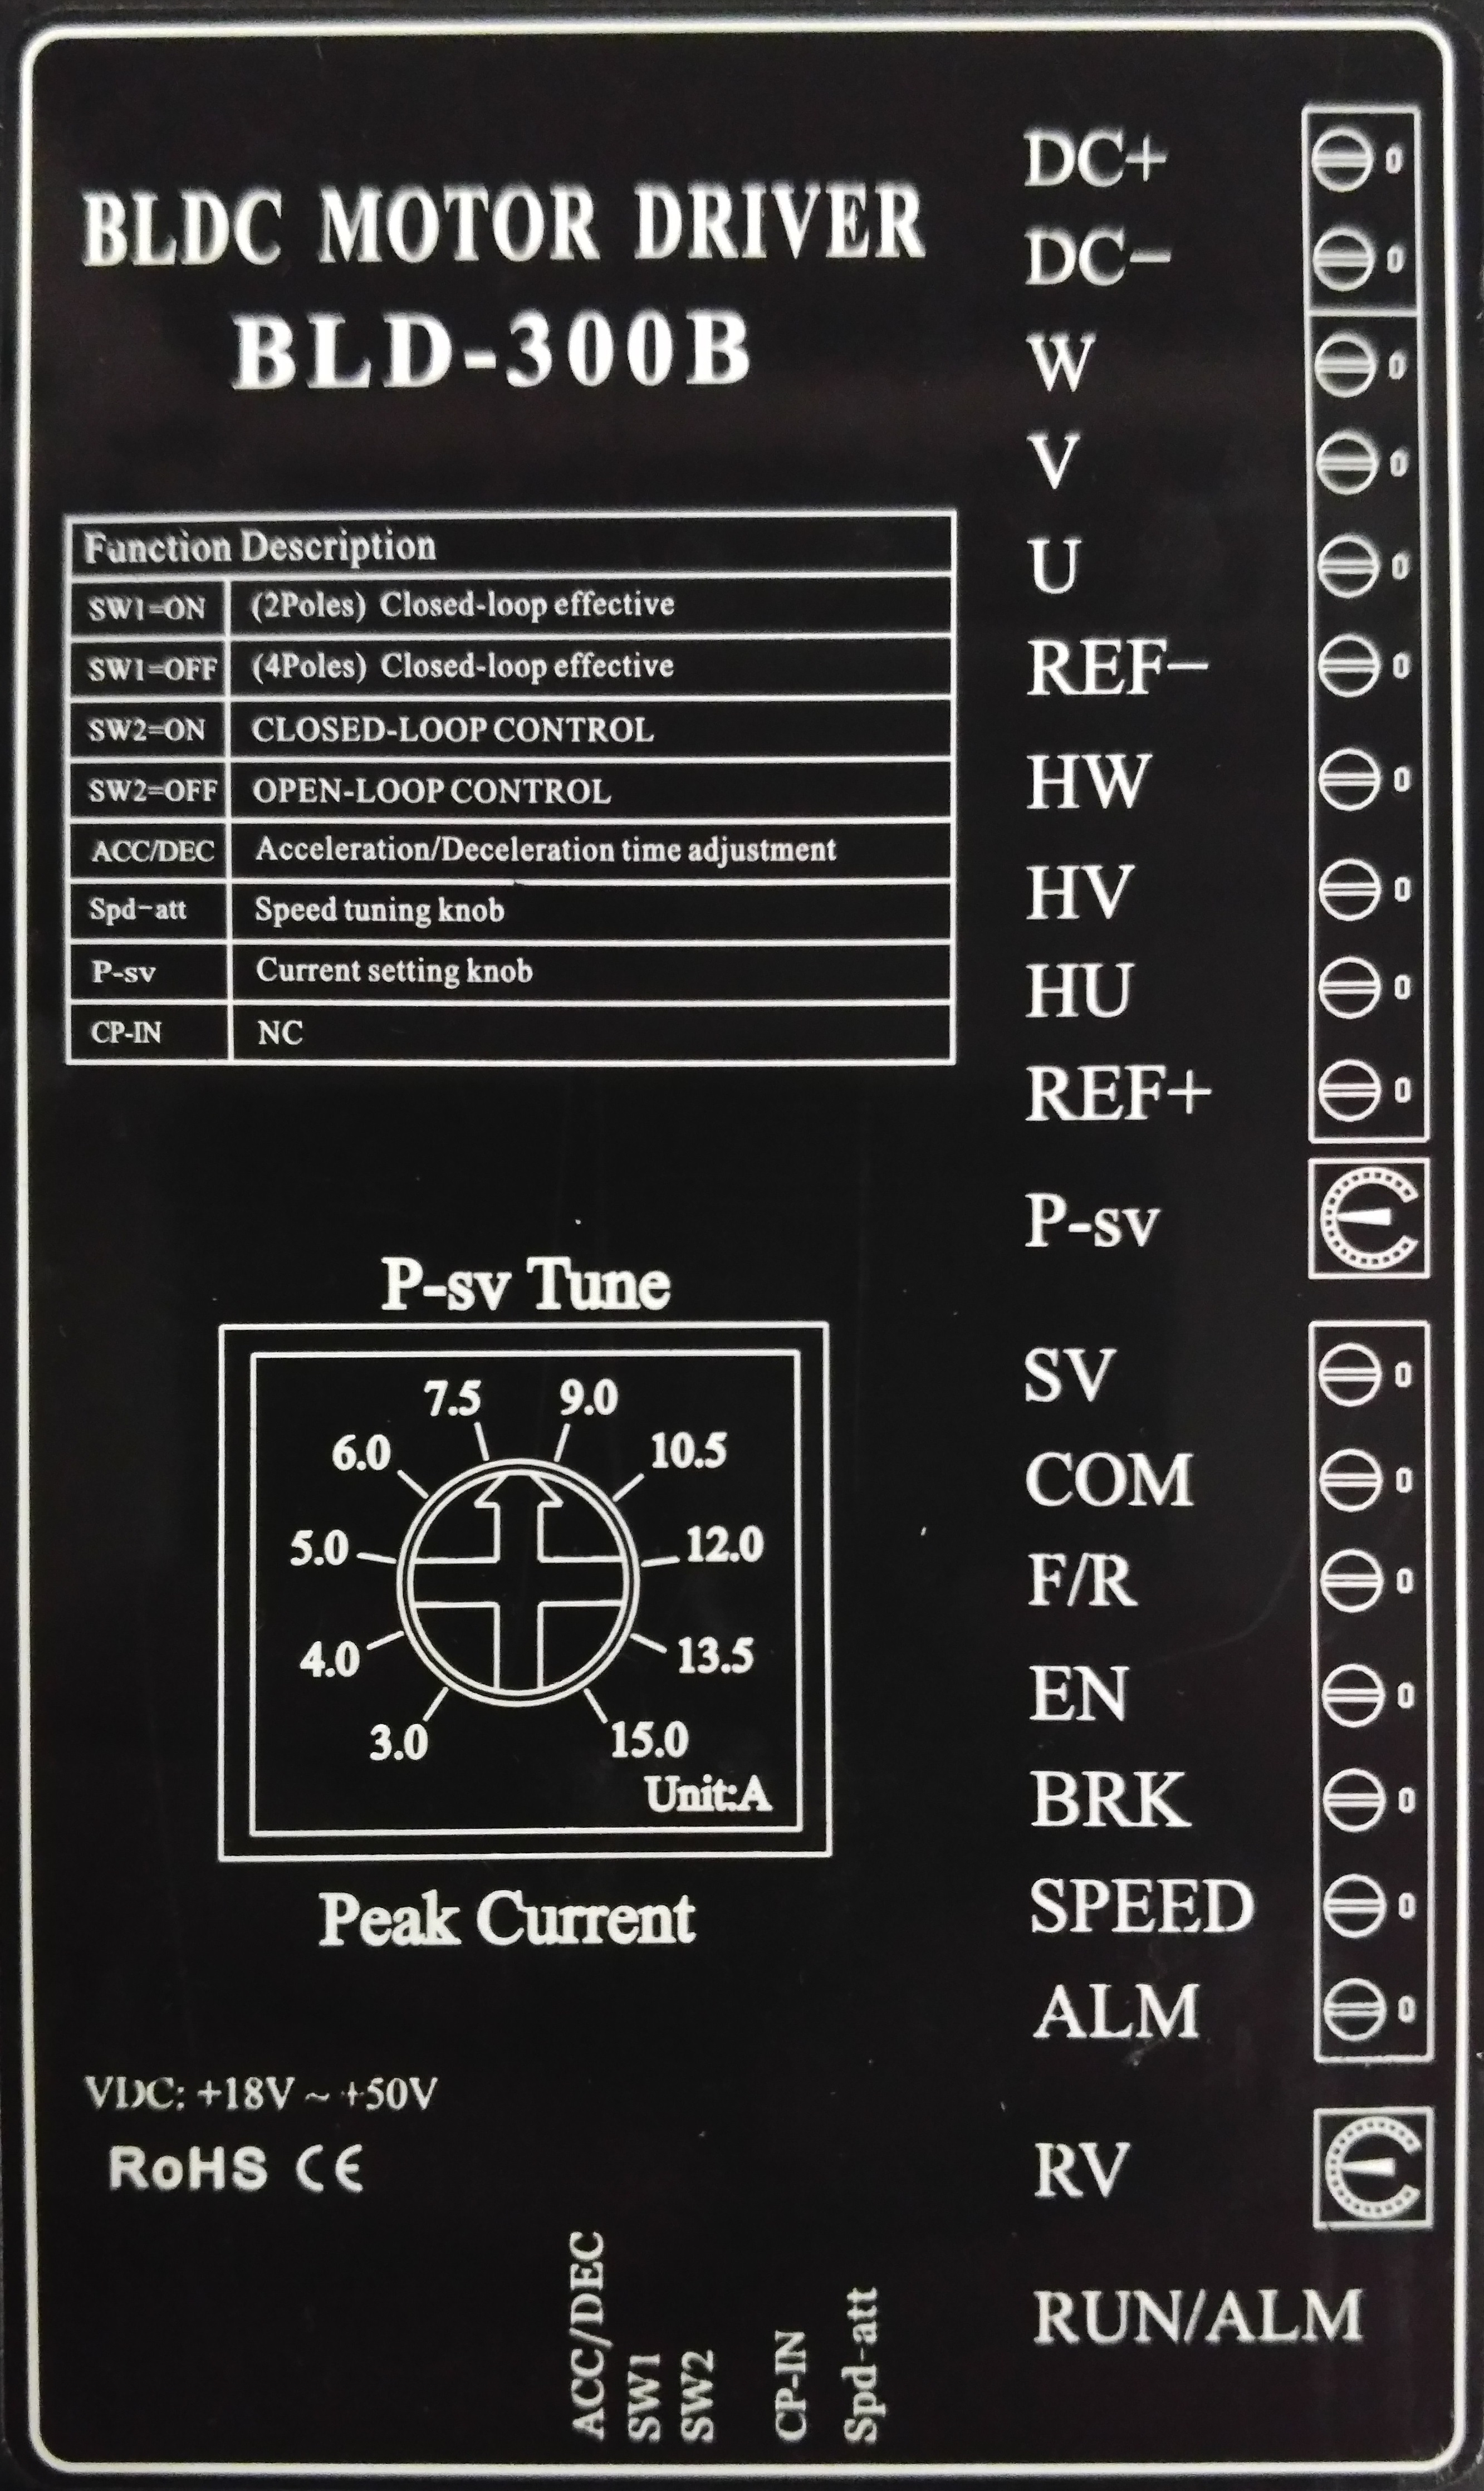 BLDC MOTOR DRIVER
BLD-300B
Function Description
SW1=ON (2Poles) Closed-loop effective
SW1=OFF (4Poles) Closed-loop effective
SW2=ON CLOSED-LOOP CONTROL
SW2=OFF OPEN-LOOP CONTROL
ACC/DEC Acceleration/Deceleration time adjustment
Spd-att Speed tuning knob
P-sv Current setting knob
CP-IN NC
P-sv Tune
7.5 9.0
6.0 10.5
5.0 12.0
4.0 13.5
3.0 15.0
Unit:A
Peak Current
VDC: +18V ~ +50V
RoHS CE
ACC/DEC
SW1
SW2
CP-IN
Spd-att
DC+
DC−
W
V
U
REF−
HW
HV
HU
REF+
P-sv
SV
COM
F/R
EN
BRK
SPEED
ALM
RV
RUN/ALM